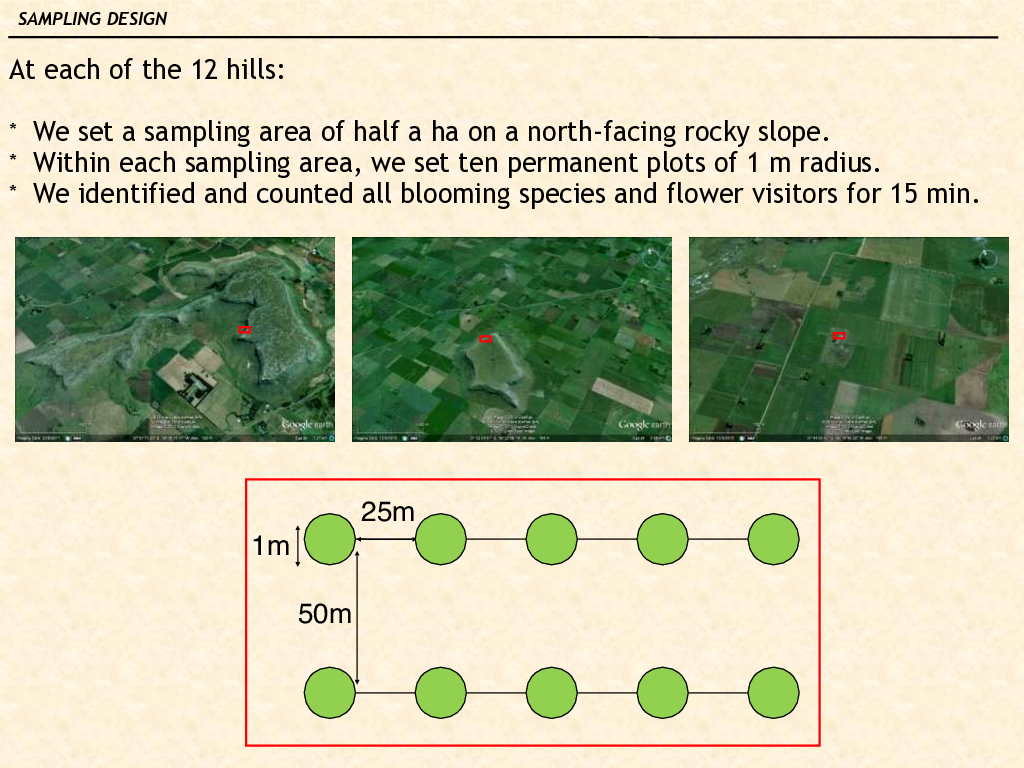 SAMPLING DESIGN
At each of the 12 hills:
* We set a sampling area of half a ha on a north-facing rocky slope.
* Within each sampling area, we set ten permanent plots of 1 m radius.
* We identified and counted all blooming species and flower visitors for 15 min.
Google earth
Google earth
Google earth
25m
1m
50m